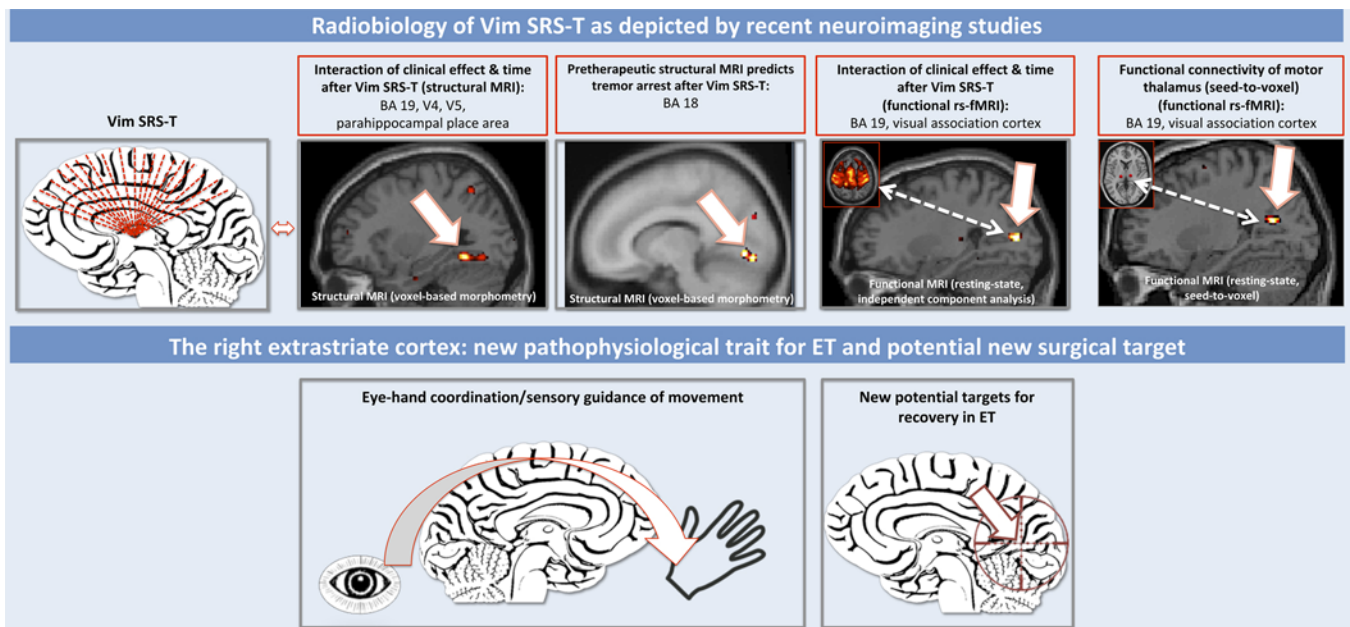 Radiobiology of Vim SRS-T as depicted by recent neuroimaging studies
Vim SRS-T
Interaction of clinical effect & time
after Vim SRS-T (structural MRI):
BA 19, V4, V5,
parahippocampal place area
Structural MRI (voxel-based morphometry)
Pretherapeutic structural MRI predicts
tremor arrest after Vim SRS-T:
BA 18
Structural MRI (voxel-based morphometry)
Interaction of clinical effect & time
after Vim SRS-T
(functional rs-fMRI):
BA 19, visual association cortex
Functional MRI (resting-state,
independent component analysis)
Functional connectivity of motor
thalamus (seed-to-voxel)
(functional rs-fMRI):
BA 19, visual association cortex
Functional MRI (resting-state,
seed-to-voxel)
The right extrastriate cortex: new pathophysiological trait for ET and potential new surgical target
Eye-hand coordination/sensory guidance of movement
New potential targets for
recovery in ET